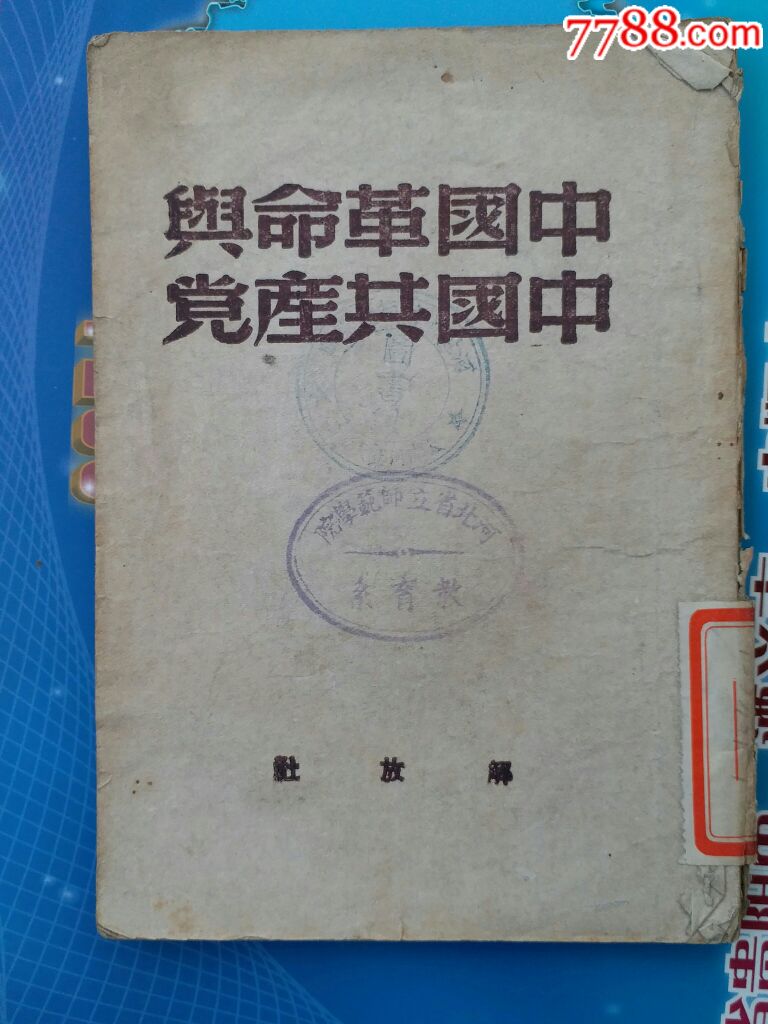 7788.com
中國革命與
中國共産党
河北省立師範學院
教育系
解放社